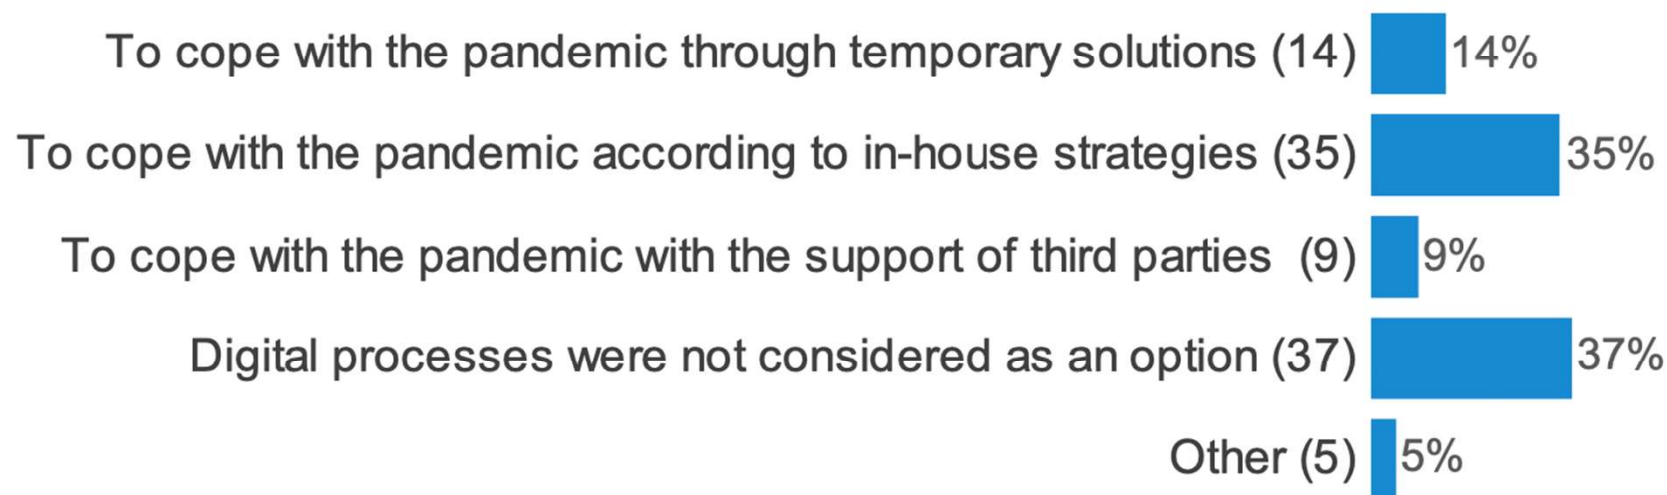 To cope with the pandemic through temporary solutions (14) 14%
To cope with the pandemic according to in-house strategies (35) 35%
To cope with the pandemic with the support of third parties (9) 9%
Digital processes were not considered as an option (37) 37%
Other (5) 5%